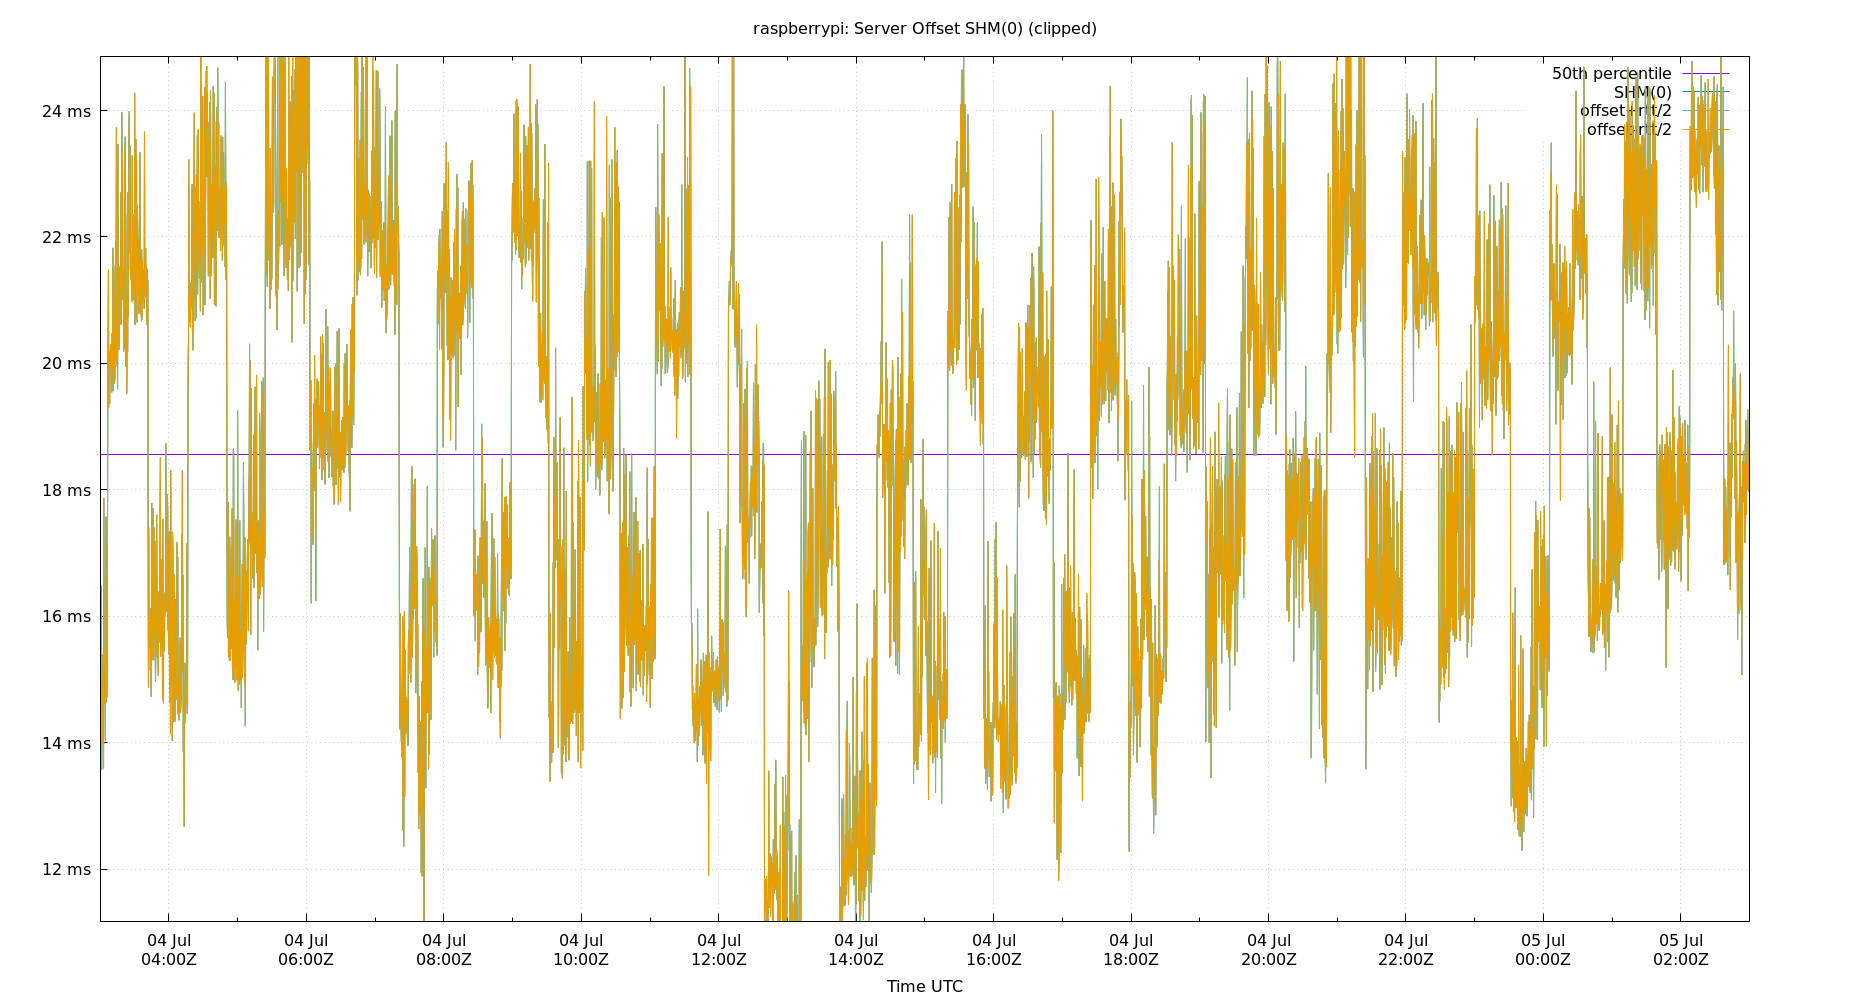 raspberrypi: Server Offset SHM(0) (clipped)
50th percentile
SHM(0)
offset+rtt/2
offset-rtt/2
24 ms
22 ms
20 ms
18 ms
16 ms
14 ms
12 ms
04 Jul
04:00Z
04 Jul
06:00Z
04 Jul
08:00Z
04 Jul
10:00Z
04 Jul
12:00Z
04 Jul
14:00Z
04 Jul
16:00Z
04 Jul
18:00Z
04 Jul
20:00Z
04 Jul
22:00Z
05 Jul
00:00Z
05 Jul
02:00Z
Time UTC